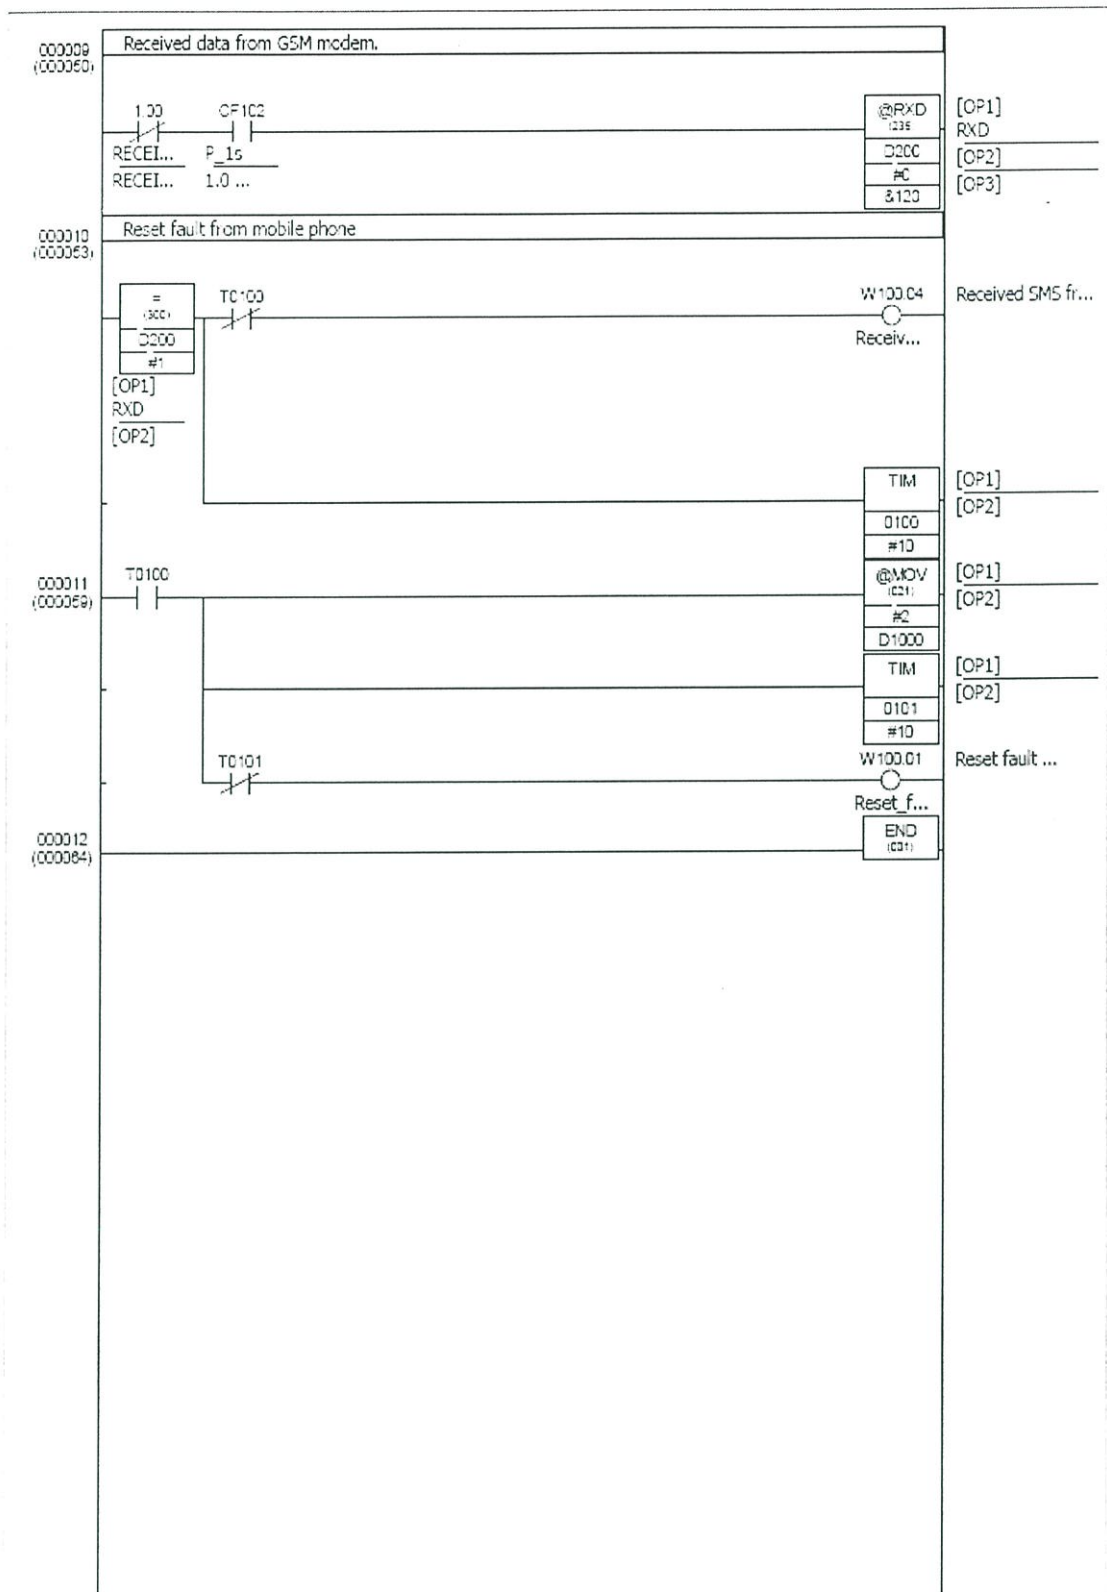 000009
(000050)
Received data from GSM modem.
1.00
CF102
RECEI...
P_1s
RECEI...
1.0 ...
@RXD
D200
#0
&120
[OP1]
RXD
[OP2]
[OP3]
000010
(000053)
Reset fault from mobile phone
=
(300)
D200
#1
[OP1]
RXD
[OP2]
T0100
W100.04
Receiv...
Received SMS fr...
TIM
0100
#10
[OP1]
[OP2]
000011
(000059)
T0100
@MOV
(021)
#2
D1000
[OP1]
[OP2]
TIM
0101
#10
[OP1]
[OP2]
T0101
W100.01
Reset_f...
Reset fault ...
000012
(000064)
END
(001)